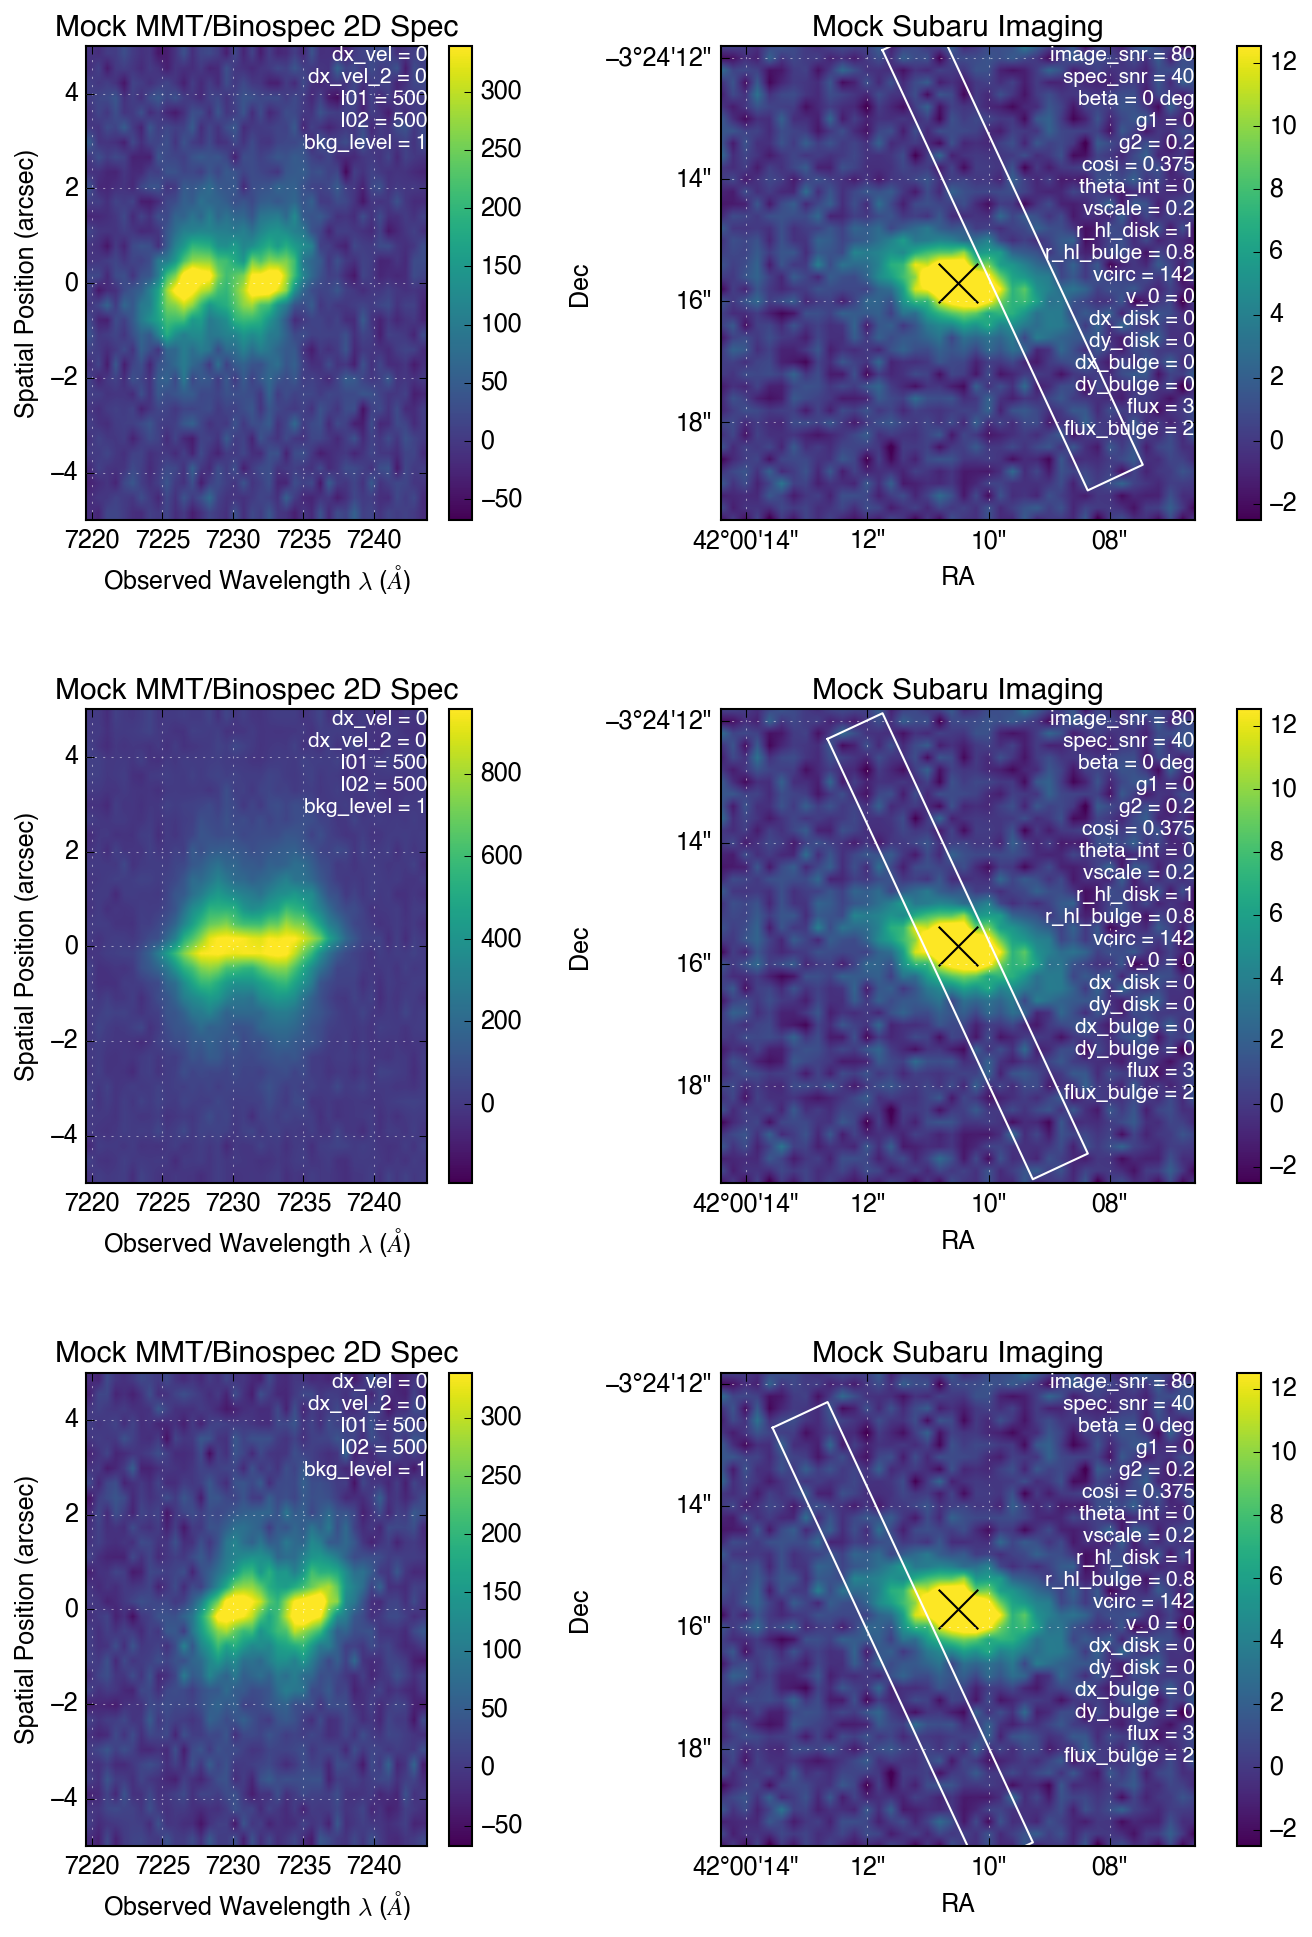 Mock MMT/Binospec 2D Spec
dx_vel = 0
dx_vel_2 = 0
I01 = 500
I02 = 500
bkg_level = 1
4
2
0
−2
−4
Spatial Position (arcsec)
7220 7225 7230 7235 7240
Observed Wavelength λ (Å)
300
250
200
150
100
50
0
−50
Mock Subaru Imaging
image_snr = 80
spec_snr = 40
beta = 0 deg
g1 = 0
g2 = 0.2
cosi = 0.375
theta_int = 0
vscale = 0.2
r_hl_disk = 1
r_hl_bulge = 0.8
vcirc = 142
v_0 = 0
dx_disk = 0
dy_disk = 0
dx_bulge = 0
dy_bulge = 0
flux = 3
flux_bulge = 2
−3°24'12"
14"
16"
18"
Dec
42°00'14" 12" 10" 08"
RA
12
10
8
6
4
2
0
−2
Mock MMT/Binospec 2D Spec
dx_vel = 0
dx_vel_2 = 0
I01 = 500
I02 = 500
bkg_level = 1
4
2
0
−2
−4
Spatial Position (arcsec)
7220 7225 7230 7235 7240
Observed Wavelength λ (Å)
800
600
400
200
0
Mock Subaru Imaging
image_snr = 80
spec_snr = 40
beta = 0 deg
g1 = 0
g2 = 0.2
cosi = 0.375
theta_int = 0
vscale = 0.2
r_hl_disk = 1
r_hl_bulge = 0.8
vcirc = 142
v_0 = 0
dx_disk = 0
dy_disk = 0
dx_bulge = 0
dy_bulge = 0
flux = 3
flux_bulge = 2
−3°24'12"
14"
16"
18"
Dec
42°00'14" 12" 10" 08"
RA
12
10
8
6
4
2
0
−2
Mock MMT/Binospec 2D Spec
dx_vel = 0
dx_vel_2 = 0
I01 = 500
I02 = 500
bkg_level = 1
4
2
0
−2
−4
Spatial Position (arcsec)
7220 7225 7230 7235 7240
Observed Wavelength λ (Å)
300
250
200
150
100
50
0
−50
Mock Subaru Imaging
image_snr = 80
spec_snr = 40
beta = 0 deg
g1 = 0
g2 = 0.2
cosi = 0.375
theta_int = 0
vscale = 0.2
r_hl_disk = 1
r_hl_bulge = 0.8
vcirc = 142
v_0 = 0
dx_disk = 0
dy_disk = 0
dx_bulge = 0
dy_bulge = 0
flux = 3
flux_bulge = 2
−3°24'12"
14"
16"
18"
Dec
42°00'14" 12" 10" 08"
RA
12
10
8
6
4
2
0
−2